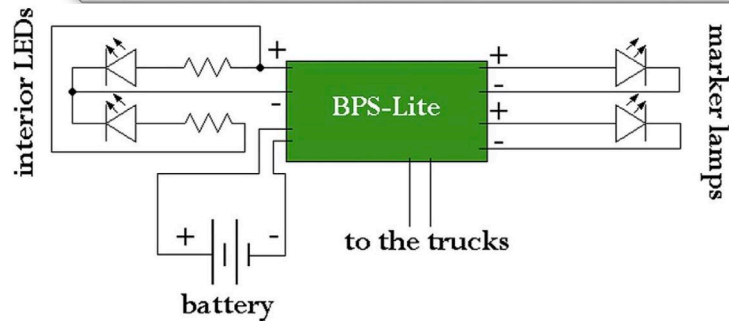 interior LEDs
+
-
BPS-Lite
+
-
+
-
marker lamps
+
-
battery
to the trucks